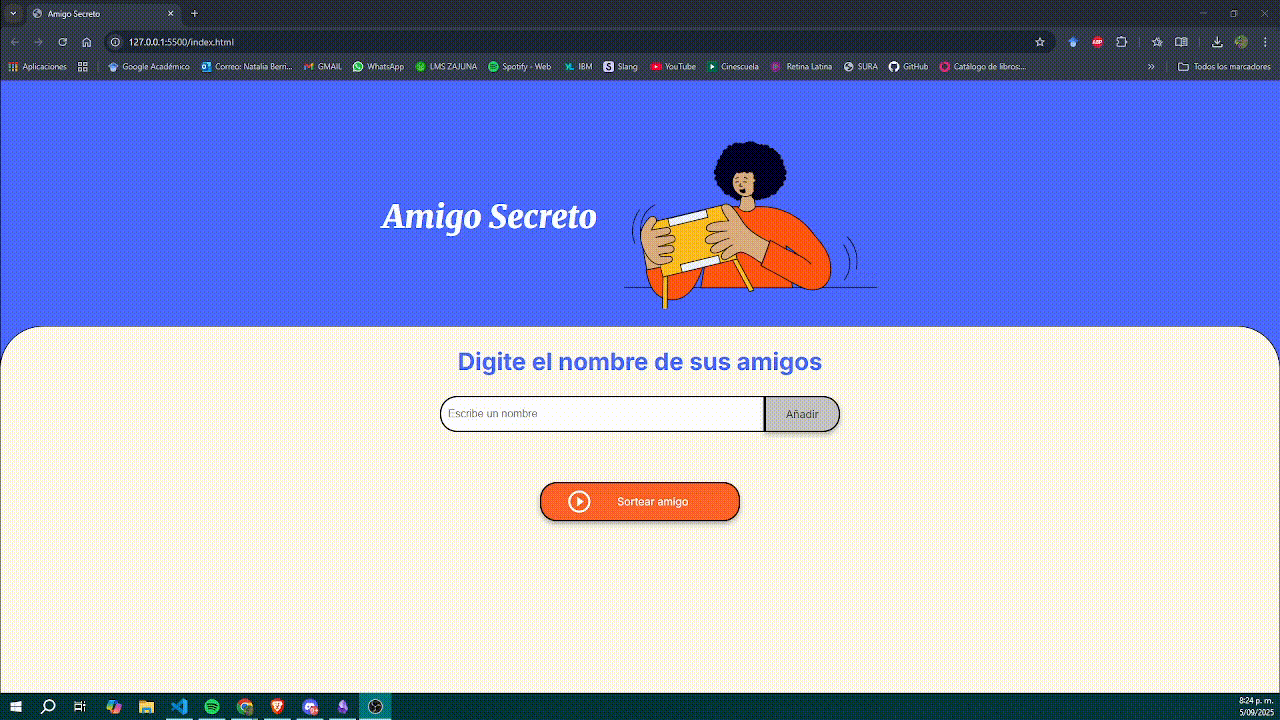 Amigo Secreto
127.0.0.1:5500/index.html
ABP
Aplicaciones
Google Académico
Correo: Natalia Berri...
GMAIL
WhatsApp
LMS ZAJUNA
Spotify - Web
IBM
S Slang
YouTube
Cinescuela
Retina Latina
SURA
GitHub
Catálogo de libros:...
»
Todos los marcadores
Amigo Secreto
Digite el nombre de sus amigos
Escribe un nombre
Añadir
Sortear amigo
8:24 p. m.
5/09/2025